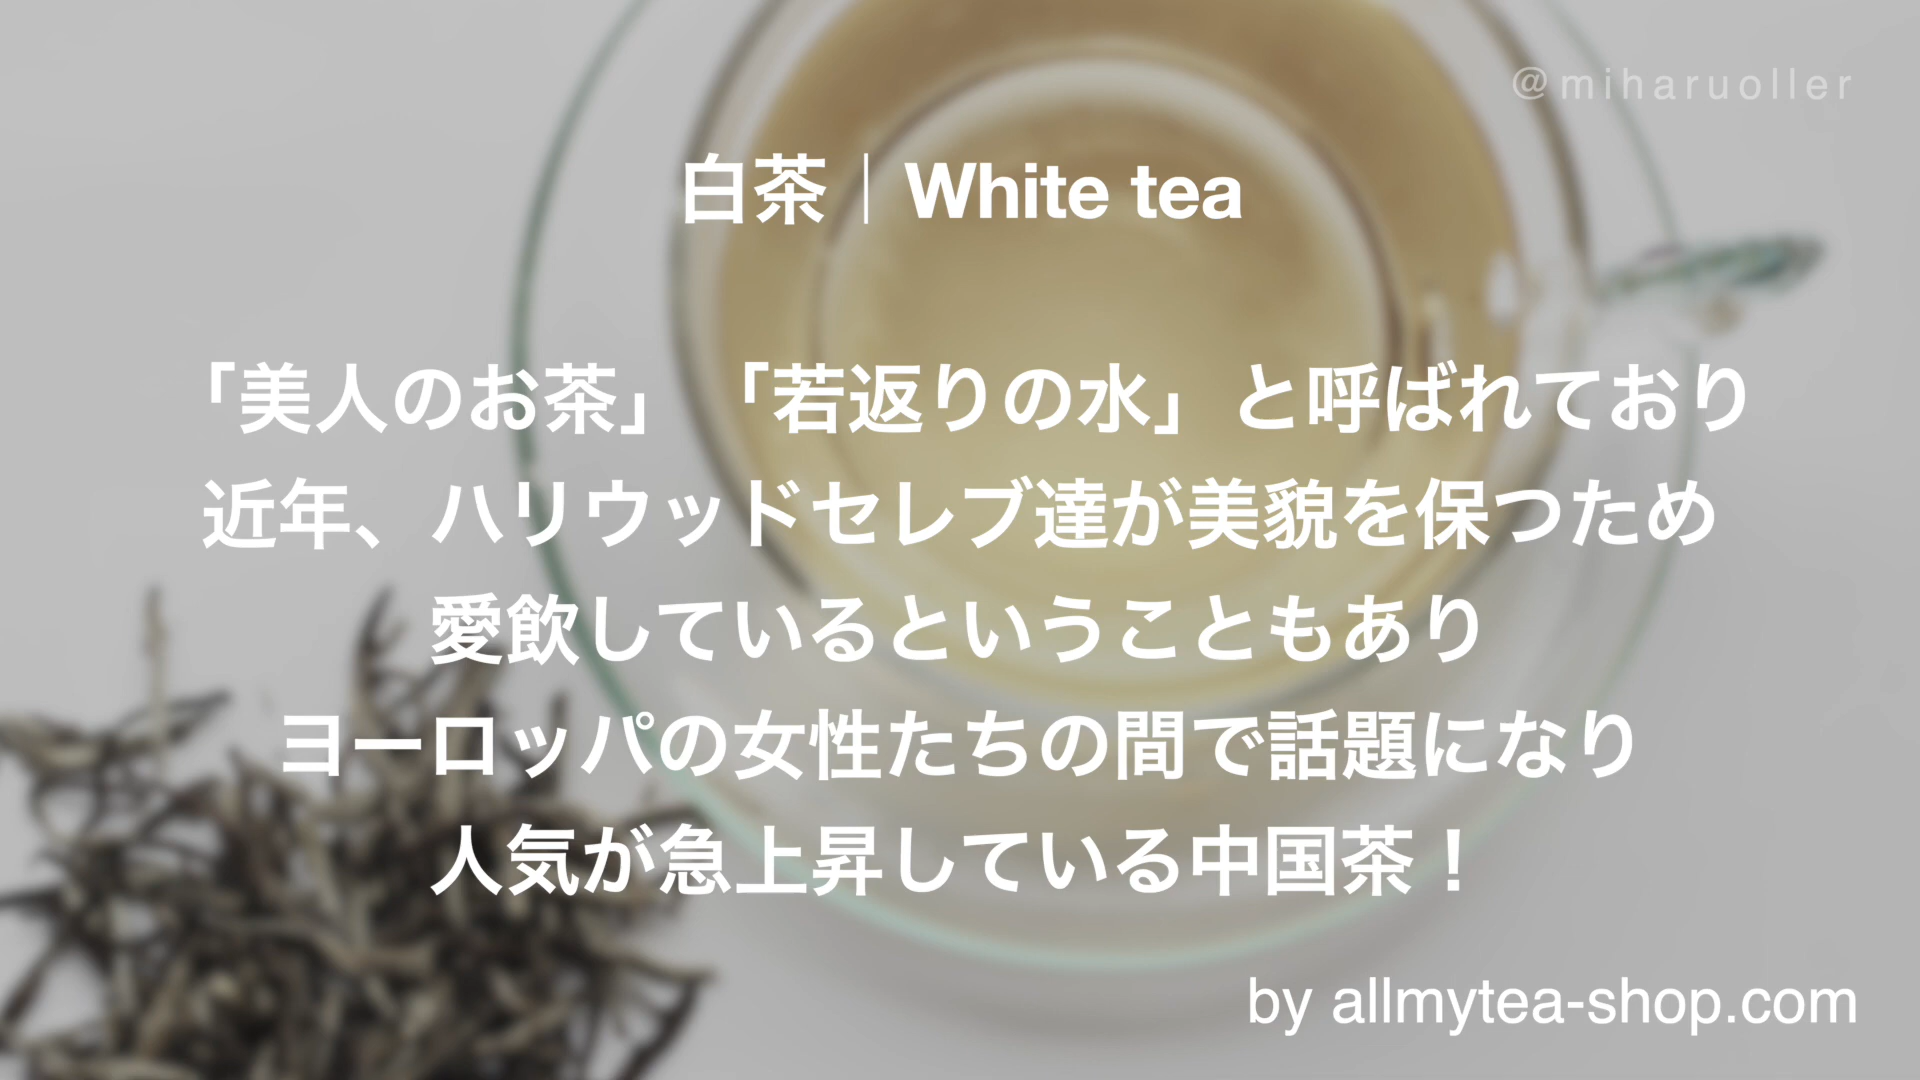 @miharuoller
白茶｜White tea
「美人のお茶」「若返りの水」と呼ばれており
近年、ハリウッドセレブ達が美貌を保つため
愛飲しているということもあり
ヨーロッパの女性たちの間で話題になり
人気が急上昇している中国茶！
by allmytea-shop.com